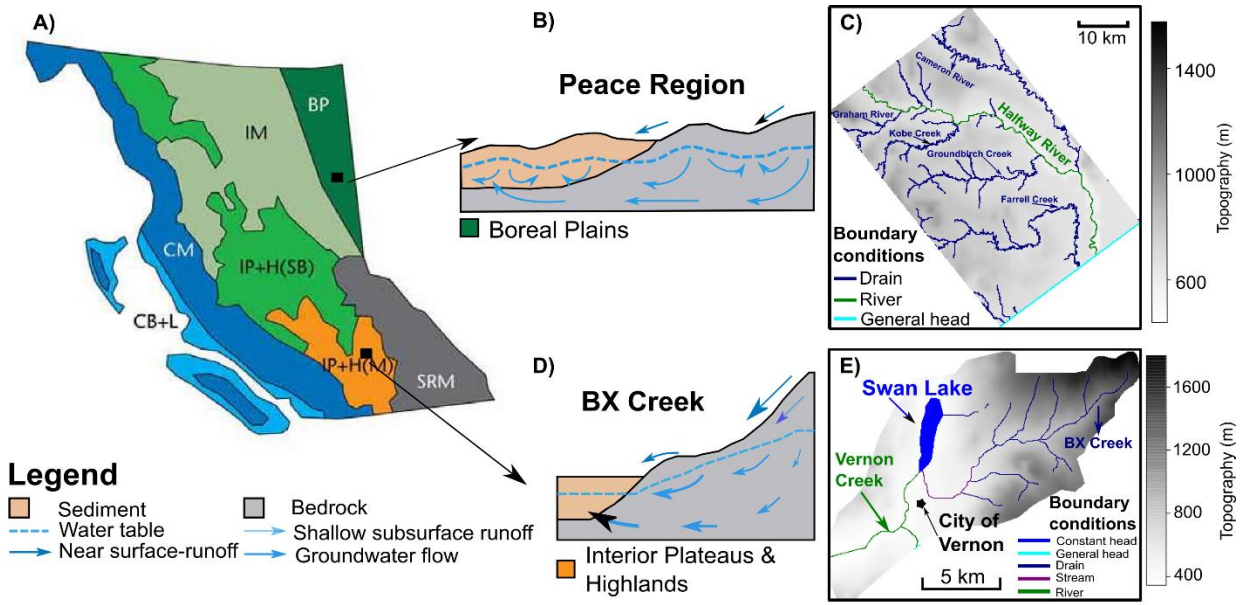 A)
BP
IM
CM
IP+H(SB)
CB+L
IP+H(M)
SRM
Legend
Sediment
Water table
Near surface-runoff
Bedrock
Shallow subsurface runoff
Groundwater flow
B)
Peace Region
Boreal Plains
C)
10 km
Cameron River
Graham River
Halfway River
Kobe Creek
Groundbirch Creek
Farrell Creek
Boundary
conditions
Drain
River
General head
1400
1000
600
Topography (m)
D)
BX Creek
Interior Plateaus &
Highlands
E)
Swan Lake
BX Creek
Vernon
Creek
City of
Vernon
5 km
Boundary
conditions
Constant head
General head
Drain
Stream
River
1600
1200
800
400
Topography (m)